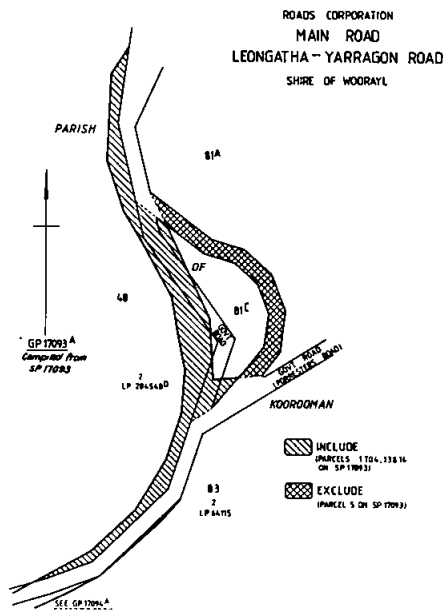 ROADS CORPORATION
MAIN ROAD
LEONGATHA-YARRAGON ROAD
SHIRE OF WOORAYL
PARISH
81A
OF
48
81C
GP 17093A
Compiled from
SP 17093
2
LP 204548D
GOVT ROAD
(FORRESTERS ROAD)
KOOROOMAN
INCLUDE
(PARCELS 1 TO 4, 13 & 14
ON SP 17093)
EXCLUDE
(PARCEL 5 ON SP 17093)
83
2
LP 64115
SEE GP 17094A